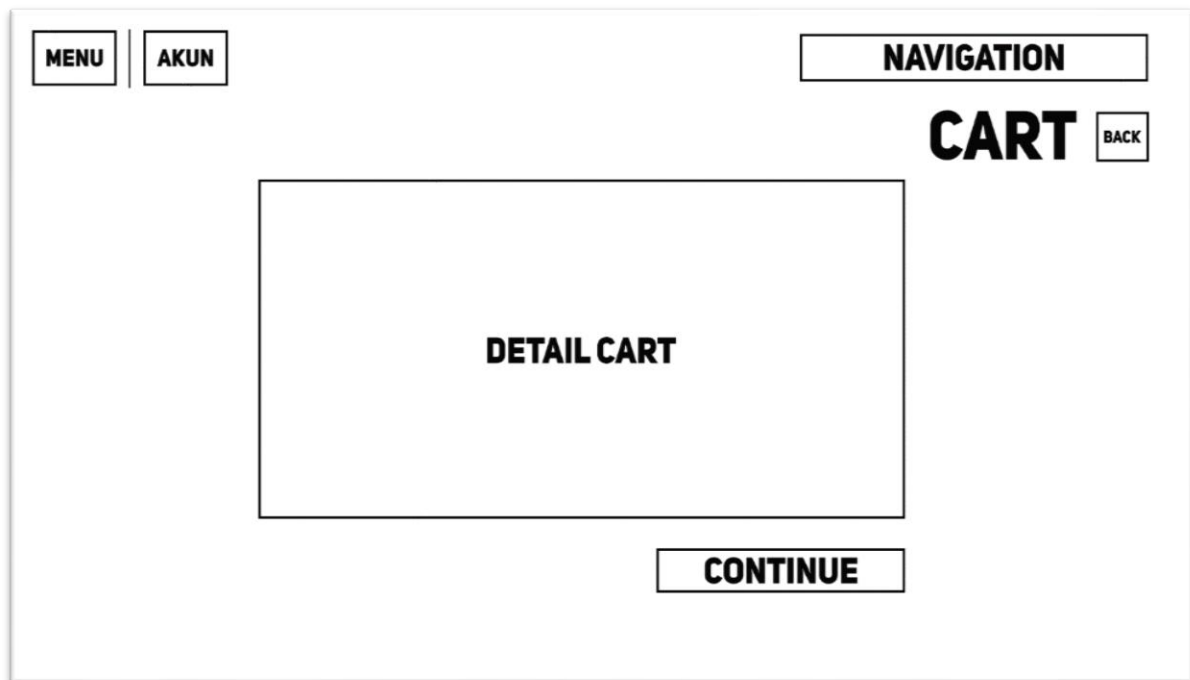 MENU
AKUN
NAVIGATION
CART
BACK
DETAIL CART
CONTINUE